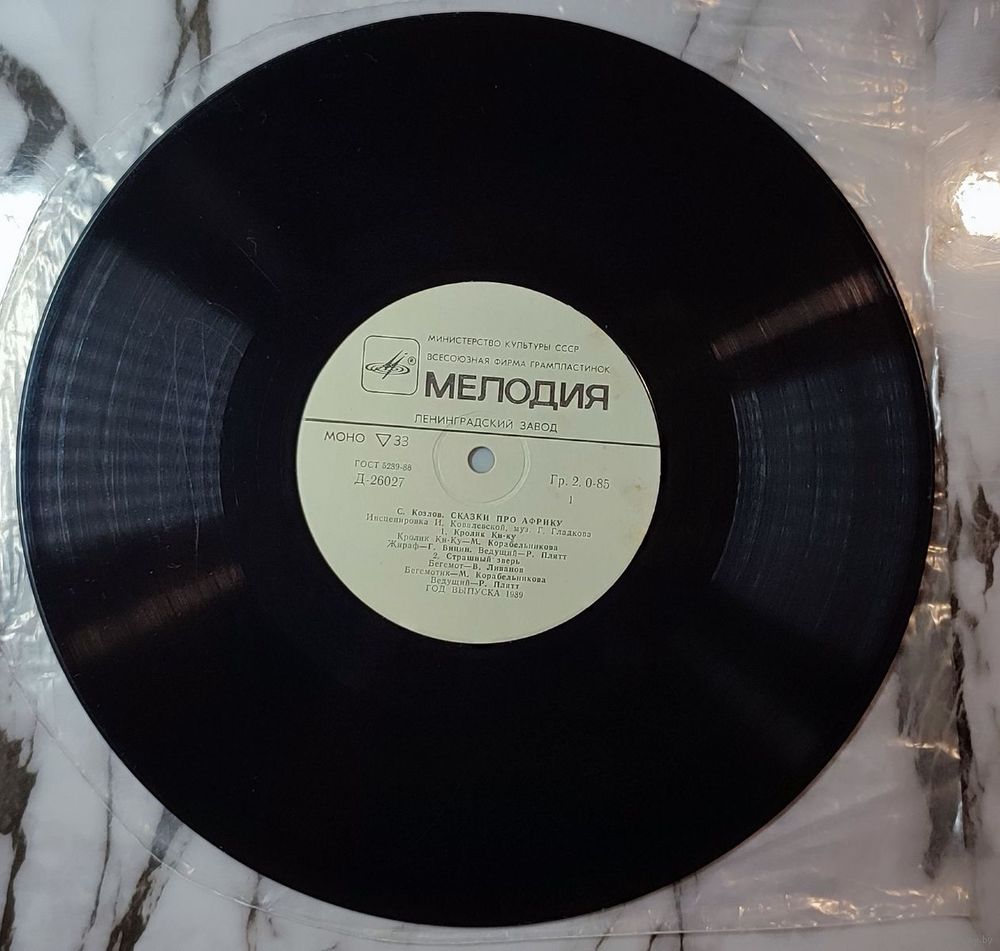 МИНИСТЕРСТВО КУЛЬТУРЫ СССР
ВСЕСОЮЗНАЯ ФИРМА ГРАМПЛАСТИНОК
®
МЕЛОДИЯ
ЛЕНИНГРАДСКИЙ ЗАВОД
МОНО ▽ 33
ГОСТ 5289-88
Д-26027
Гр. 2. 0-85
1
С. Козлов. СКАЗКИ ПРО АФРИКУ
Инсценировка И. Ковалевской, муз. Г. Гладкова
1. Кролик Ки-ку
Кролик Ки-Ку—М. Корабельникова
Жираф—Г. Вицин. Ведущий—Р. Плятт
2. Страшный зверь
Бегемот—В. Ливанов
Бегемотик—М. Корабельникова
Ведущий—Р. Плятт
ГОД ВЫПУСКА 1989